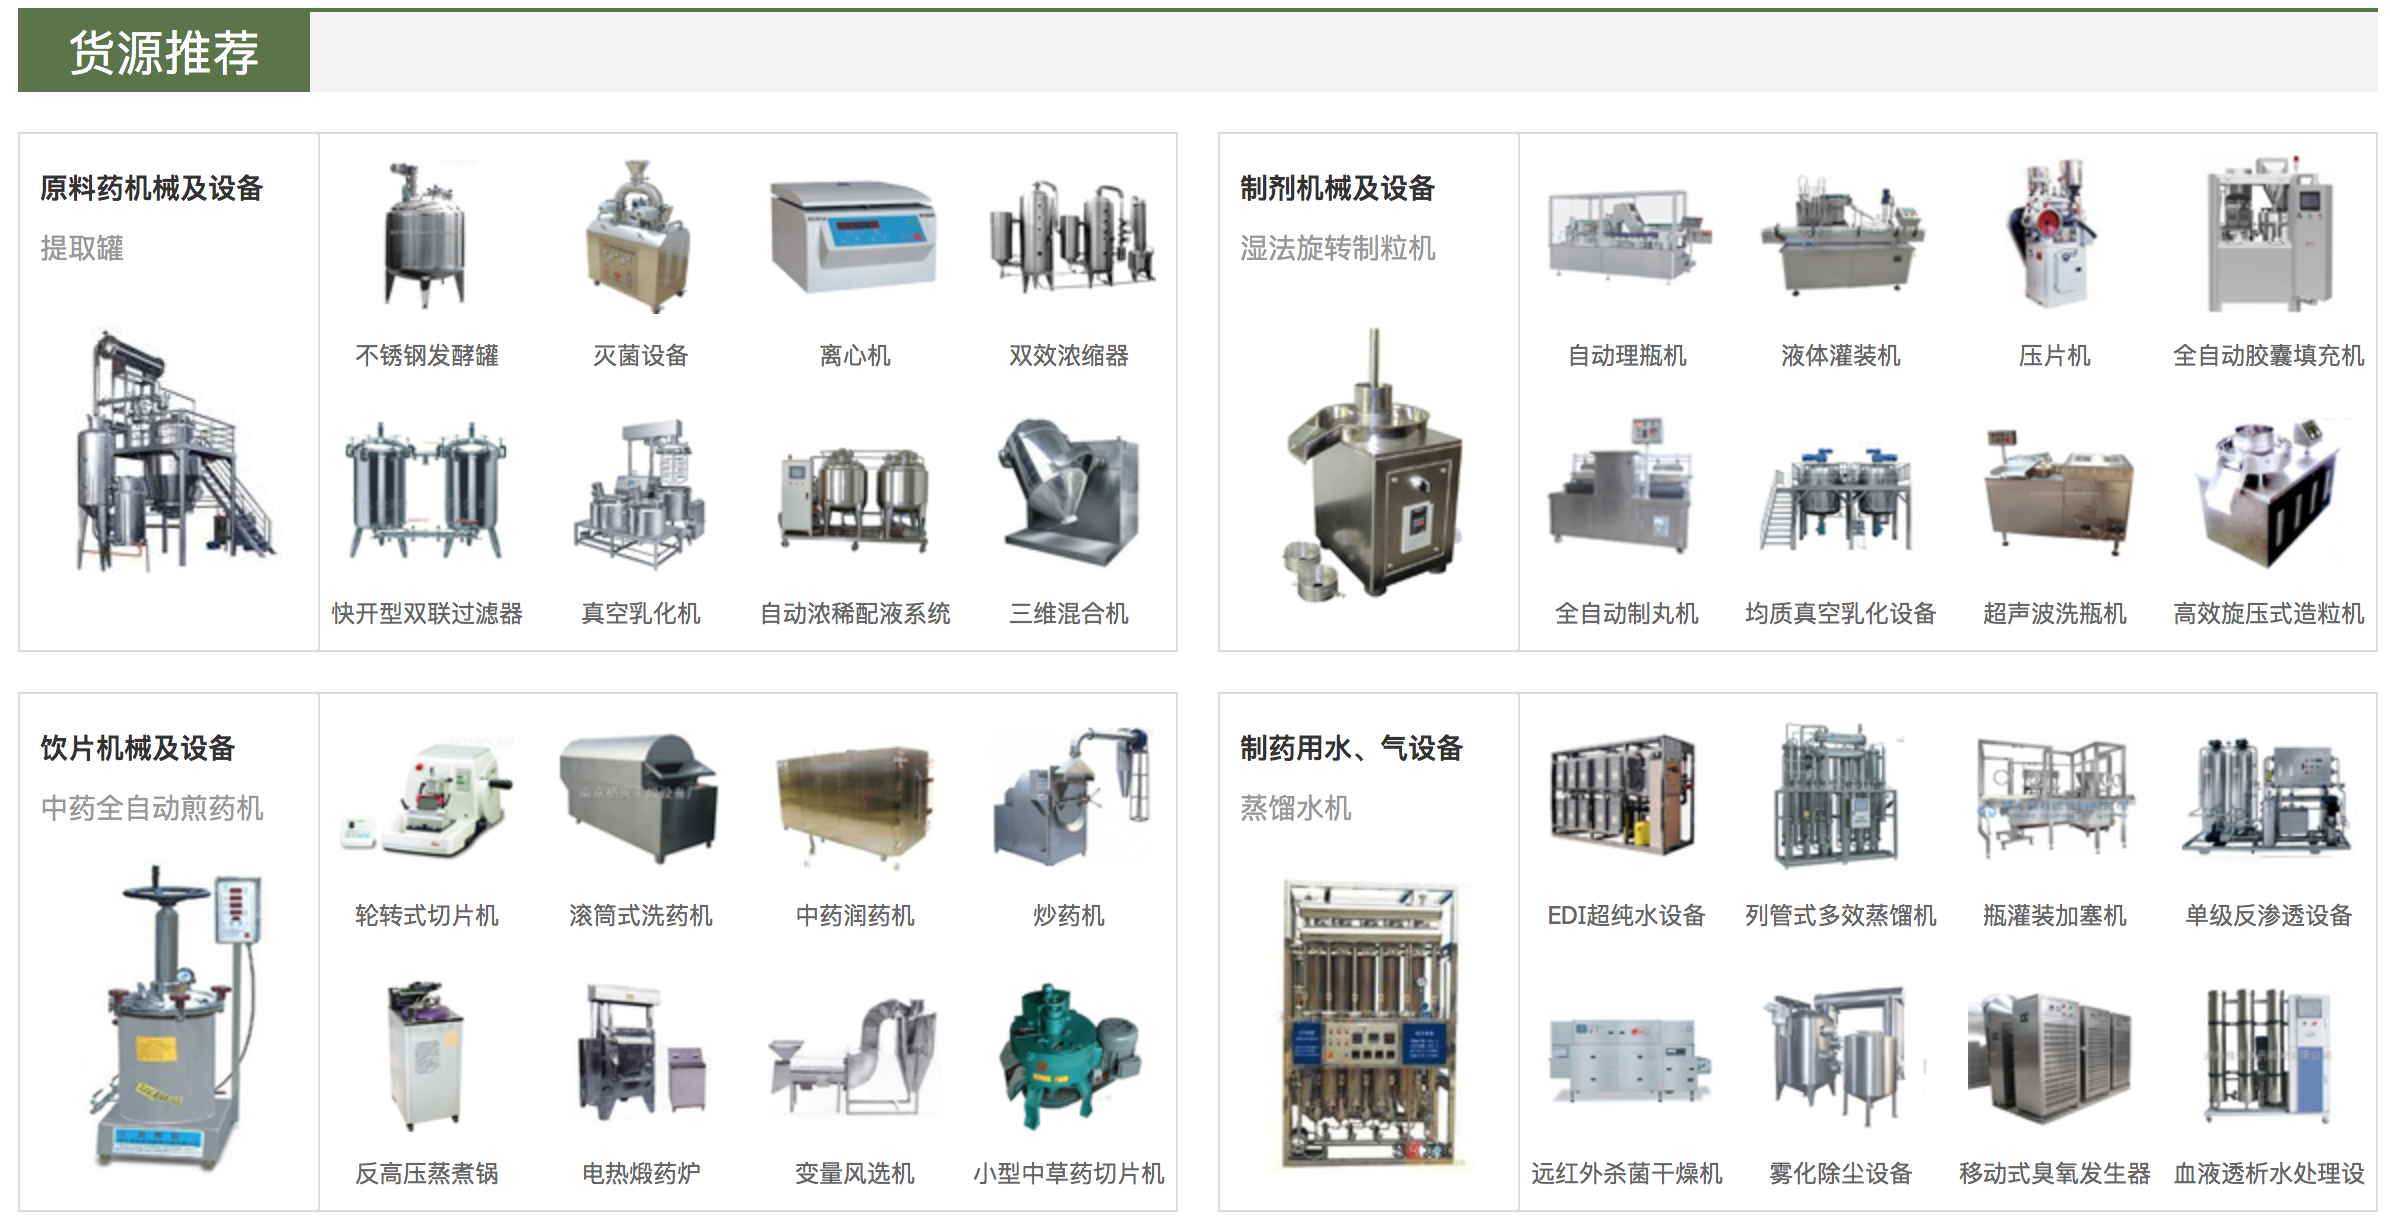 货源推荐
原料药机械及设备
提取罐
不锈钢发酵罐
灭菌设备
离心机
双效浓缩器
快开型双联过滤器
真空乳化机
自动浓稀配液系统
三维混合机
制剂机械及设备
湿法旋转制粒机
自动理瓶机
液体灌装机
压片机
全自动胶囊填充机
全自动制丸机
均质真空乳化设备
超声波洗瓶机
高效旋压式造粒机
饮片机械及设备
中药全自动煎药机
轮转式切片机
滚筒式洗药机
中药润药机
炒药机
反高压蒸煮锅
电热煅药炉
变量风选机
小型中草药切片机
制药用水、气设备
蒸馏水机
EDI超纯水设备
列管式多效蒸馏机
瓶灌装加塞机
单级反渗透设备
远红外杀菌干燥机
雾化除尘设备
移动式臭氧发生器
血液透析水处理设